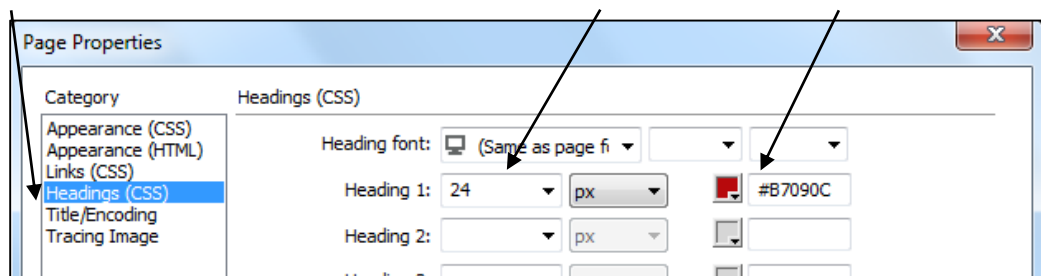 Page Properties
X
Category
Headings (CSS)
Appearance (CSS)
Appearance (HTML)
Links (CSS)
Headings (CSS)
Title/Encoding
Tracing Image
Heading font: (Same as page f
Heading 1: 24 px #B7090C
Heading 2: px